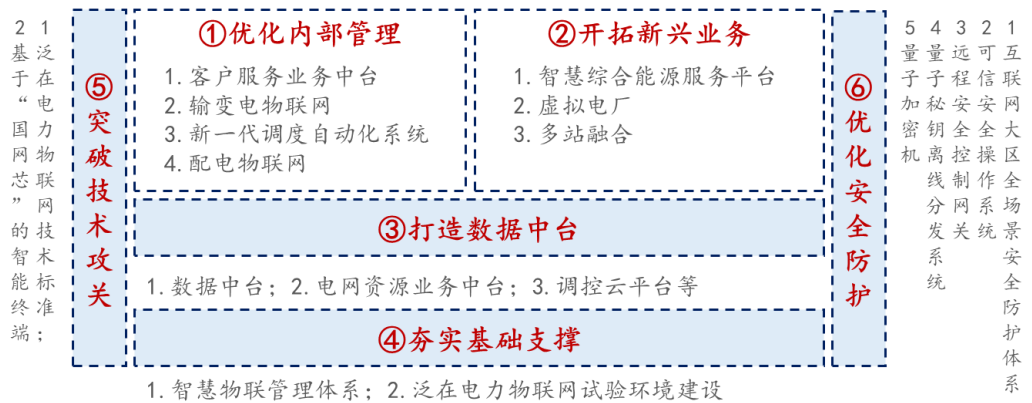 ①优化内部管理
1.客户服务业务中台
2.输变电物联网
3.新一代调度自动化系统
4.配电物联网
②开拓新兴业务
1.智慧综合能源服务平台
2.虚拟电厂
3.多站融合
③打造数据中台
1.数据中台；2.电网资源业务中台；3.调控云平台等
④夯实基础支撑
1.智慧物联管理体系；2.泛在电力物联网试验环境建设
⑤突破技术攻关
1泛在电力物联网技术标准；
2基于“国网芯”的智能终端
⑥优化安全防护
1互联网大区全场景安全防护体系
2可信安全操作系统
3远程安全控制网关
4量子秘钥离线分发系统
5量子加密机